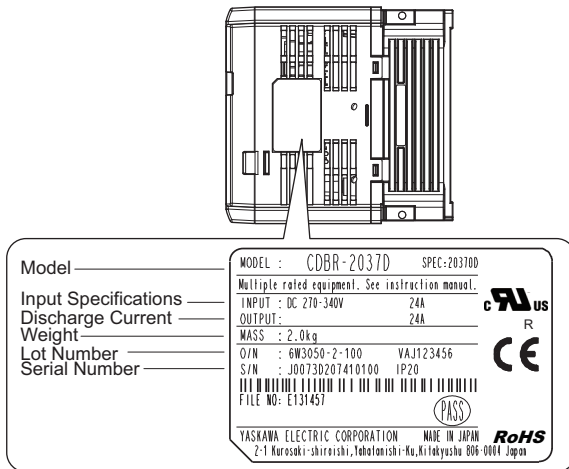 Model
Input Specifications
Discharge Current
Weight
Lot Number
Serial Number
MODEL : CDBR-2037D SPEC:20370D
Multiple rated equipment. See instruction manual.
INPUT : DC 270-340V 24A
OUTPUT: 24A
MASS : 2.0kg
O/N : 6W3050-2-100 VAJ123456
S/N : J0073D207410100 IP20
FILE NO: E131457
PASS
YASKAWA ELECTRIC CORPORATION MADE IN JAPAN
2-1 Kurosaki-shiroishi,Yahatanishi-Ku,Kitakyushu 806-0004 Japan
c RU us
R
CE
RoHS